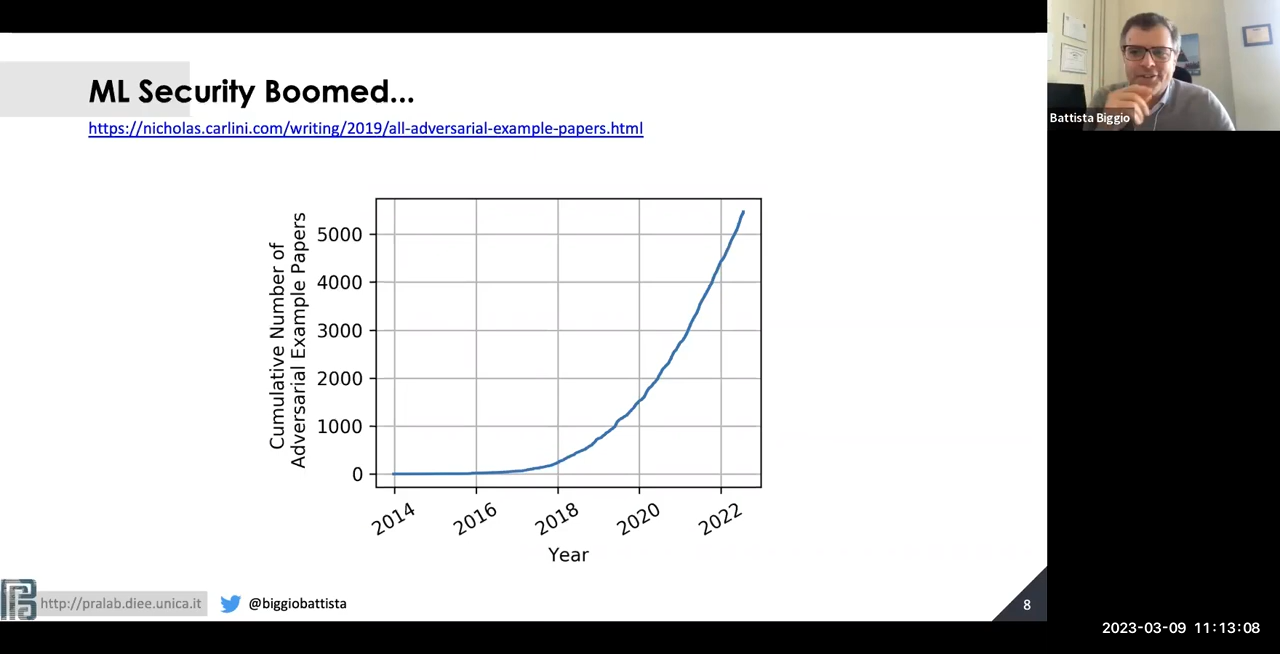 ML Security Boomed...
https://nicholas.carlini.com/writing/2019/all-adversarial-example-papers.html
Battista Biggio
Cumulative Number of
Adversarial Example Papers
5000
4000
3000
2000
1000
0
2014
2016
2018
2020
2022
Year
http://pralab.diee.unica.it
@biggiobattista
8
2023-03-09 11:13:08